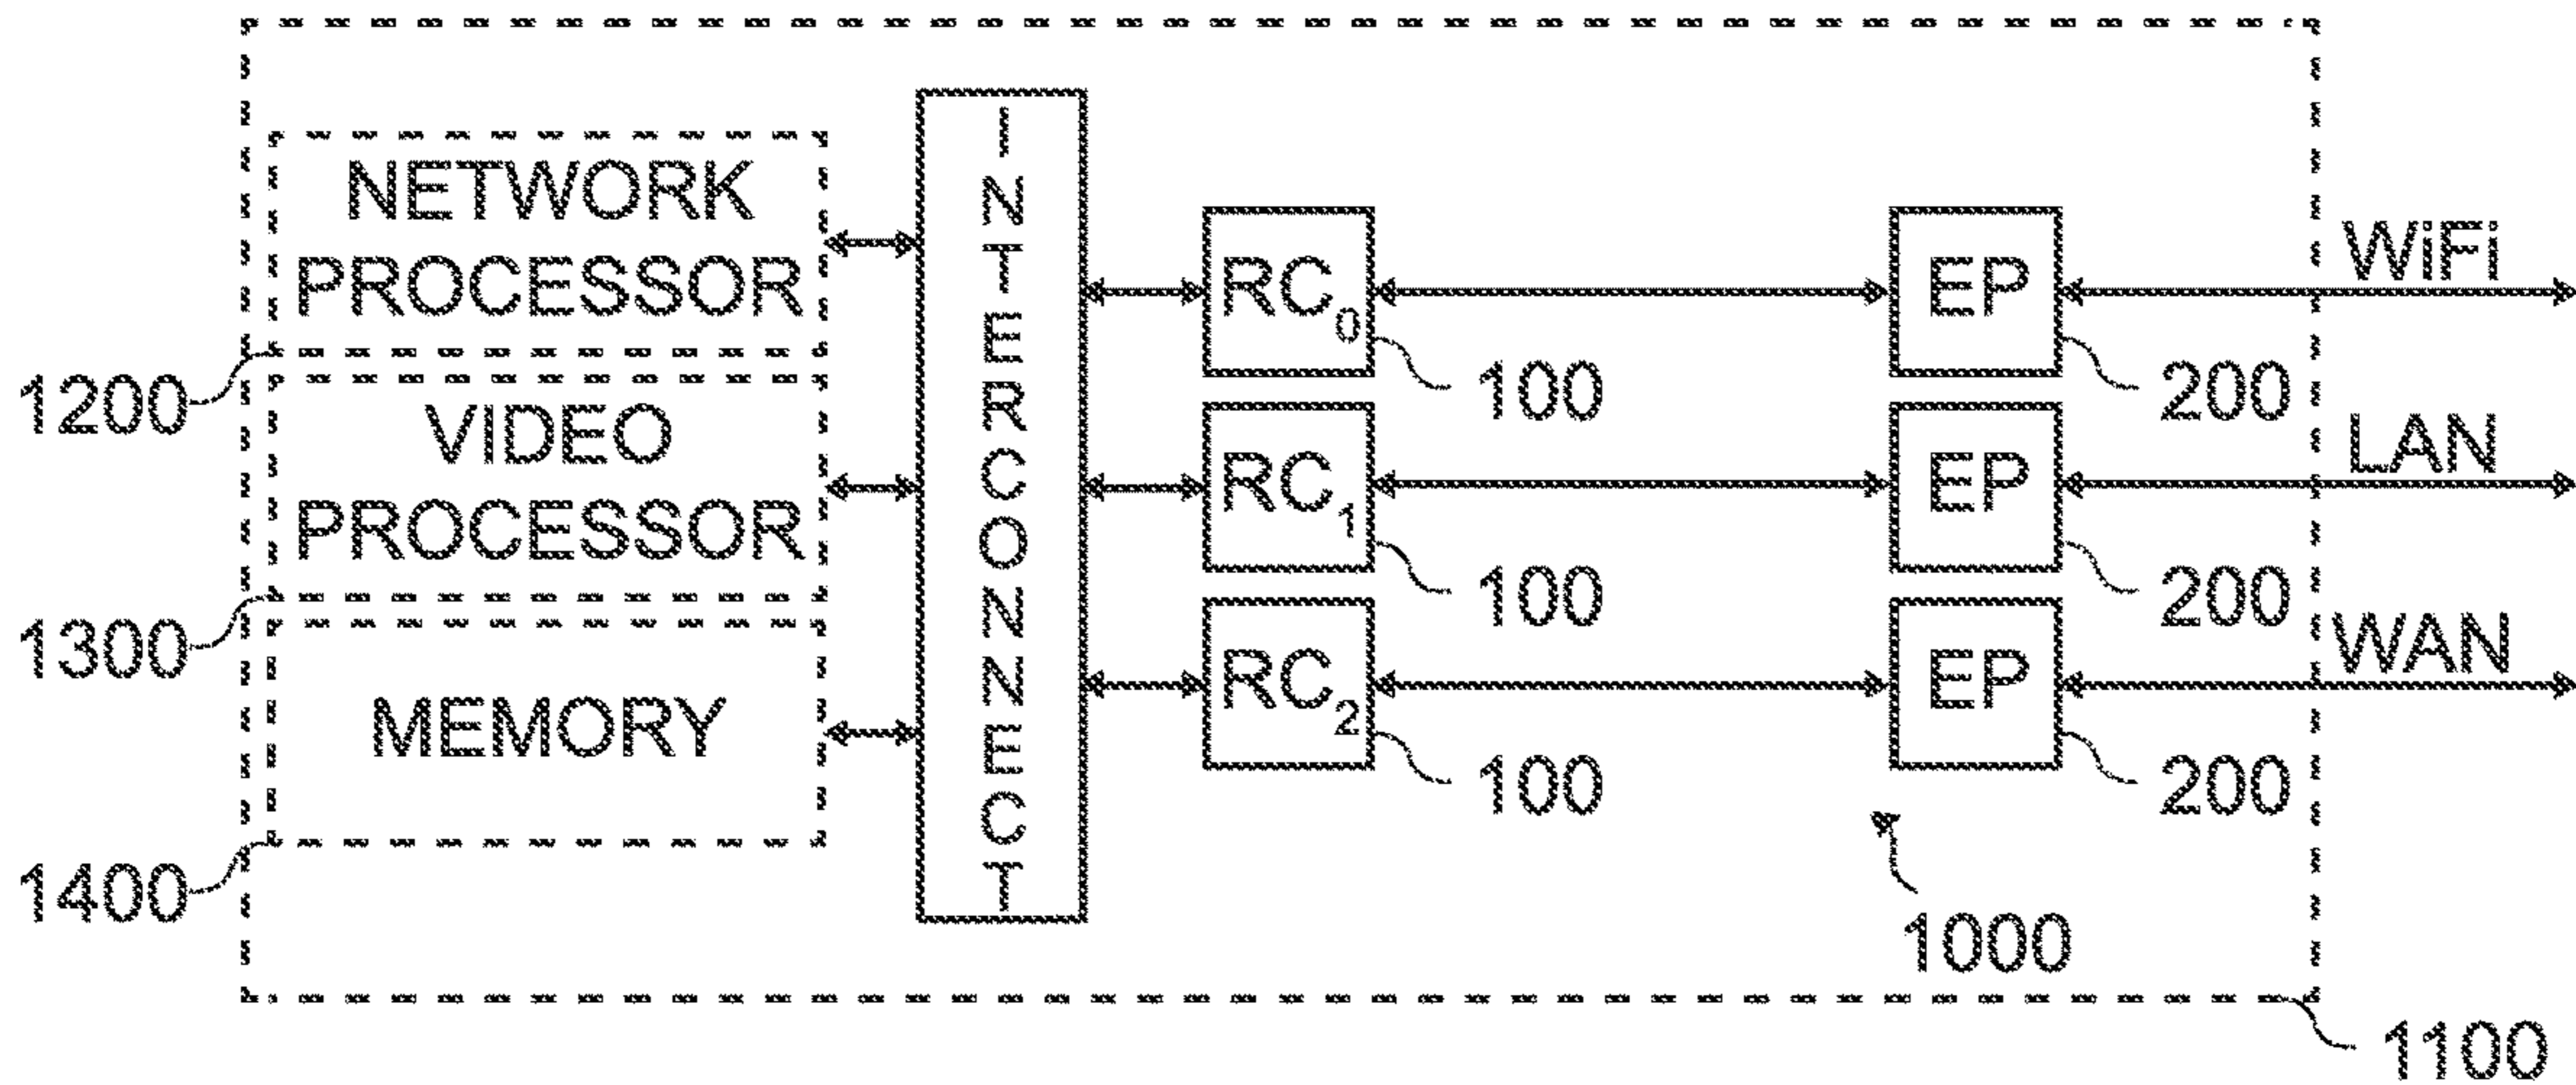 NETWORK
PROCESSOR
1200
VIDEO
PROCESSOR
1300
MEMORY
1400
INTERCONNECT
RC0
100
EP
200
WiFi
RC1
100
EP
200
LAN
RC2
100
EP
200
WAN
1000
1100